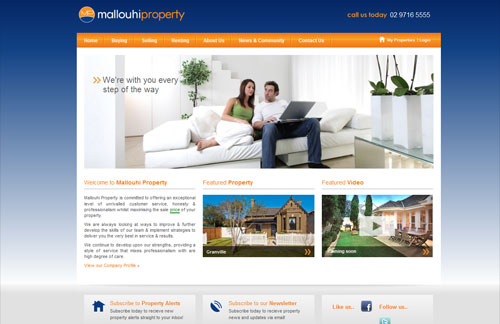 mallouhiproperty
call us today 02 9716 5555
Home Buying Selling Renting About Us News & Community Contact Us My Properties | Login
We're with you every
step of the way
Welcome to Mallouhi Property
Mallouhi Property is committed to offering an exceptional
level of unrivalled customer service, honesty &
professionalism whilst maximising the sale price of your
property.
We are always looking at ways to improve & further
develop the skills of our team & implement strategies to
deliver you the very best in service & results.
We continue to develop upon our strengths, providing a
style of service that mixes professionalism with are
high degree of care.
View our Company Profile »
Featured Property
Granville
Featured Video
Coming soon
Subscribe to Property Alerts
Subscribe today to recieve new
property alerts straight to your inbox!
Subscribe to our Newsletter
Subscribe today to recieve property
news and updates via email!
Like us..
Follow us..